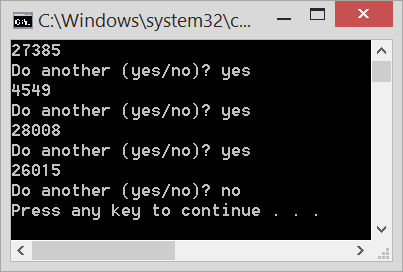 C:\Windows\system32\c...
27385
Do another (yes/no)? yes
4549
Do another (yes/no)? yes
28008
Do another (yes/no)? yes
26015
Do another (yes/no)? no
Press any key to continue . . .